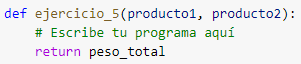 def ejercicio_5(producto1, producto2):
    # Escribe tu programa aquí
    return peso_total